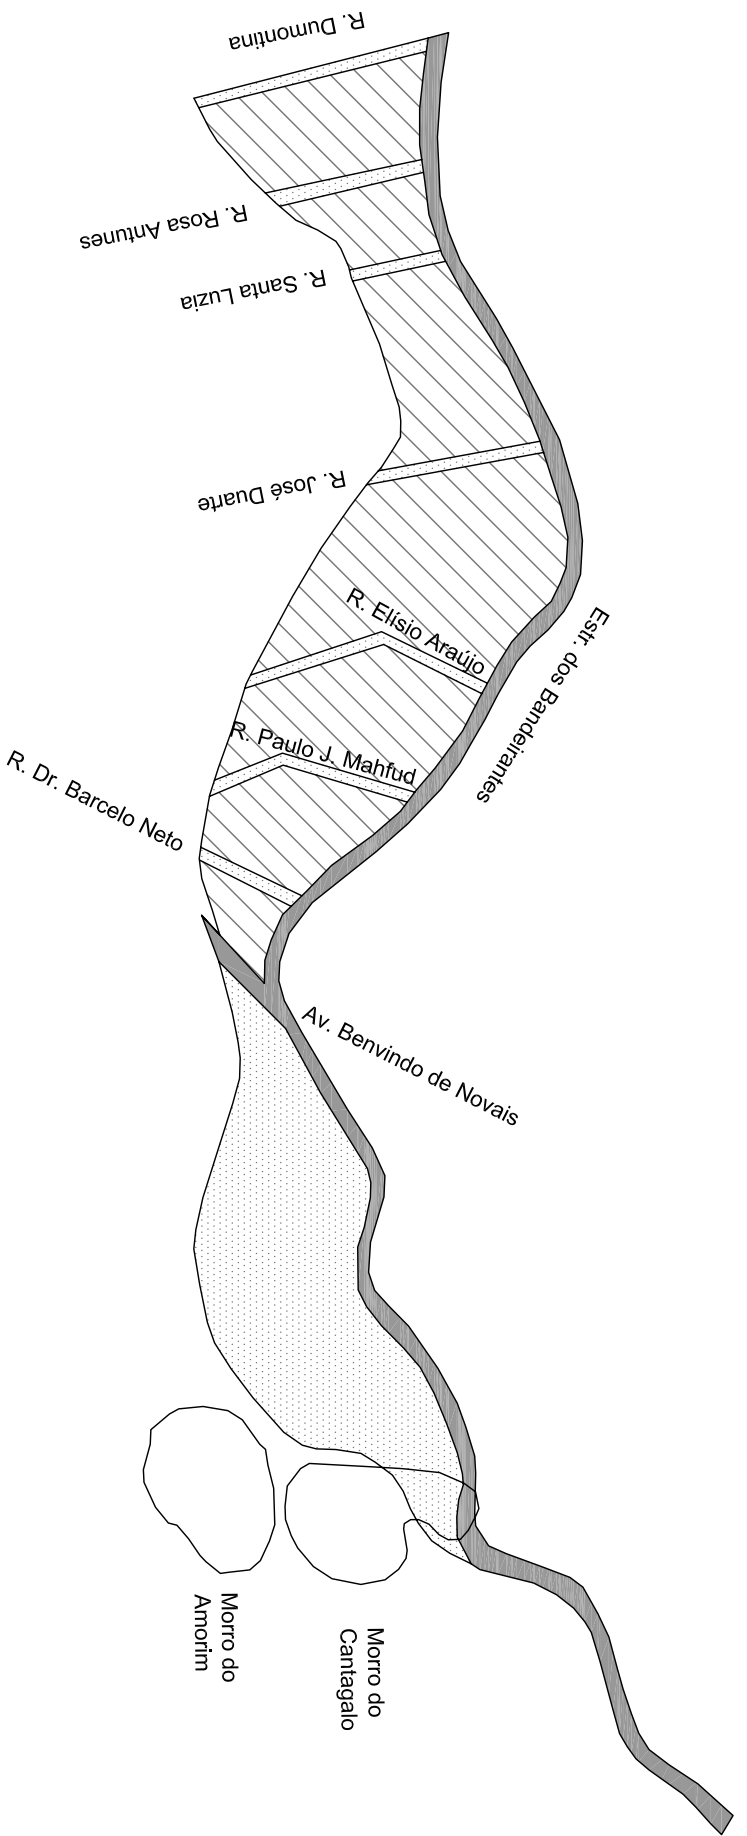 R. Dumontina
R. Rosa Antunes
R. Santa Luzia
R. José Duarte
R. Elísio Araújo
Estr. dos Bandeirantes
R. Paulo J. Mahfud
R. Dr. Barcelo Neto
Av. Benvindo de Novais
Morro do
Amorim
Morro do
Cantagalo